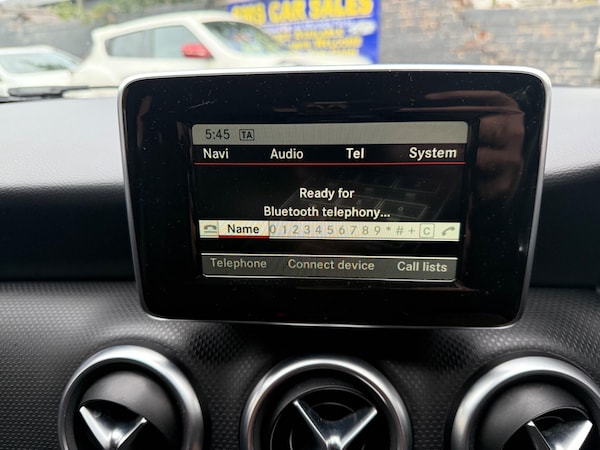 CAR SALES
5:45 TA
Navi Audio Tel System
Ready for
Bluetooth telephony...
Name 0 1 2 3 4 5 6 7 8 9 * # + C
Telephone Connect device Call lists